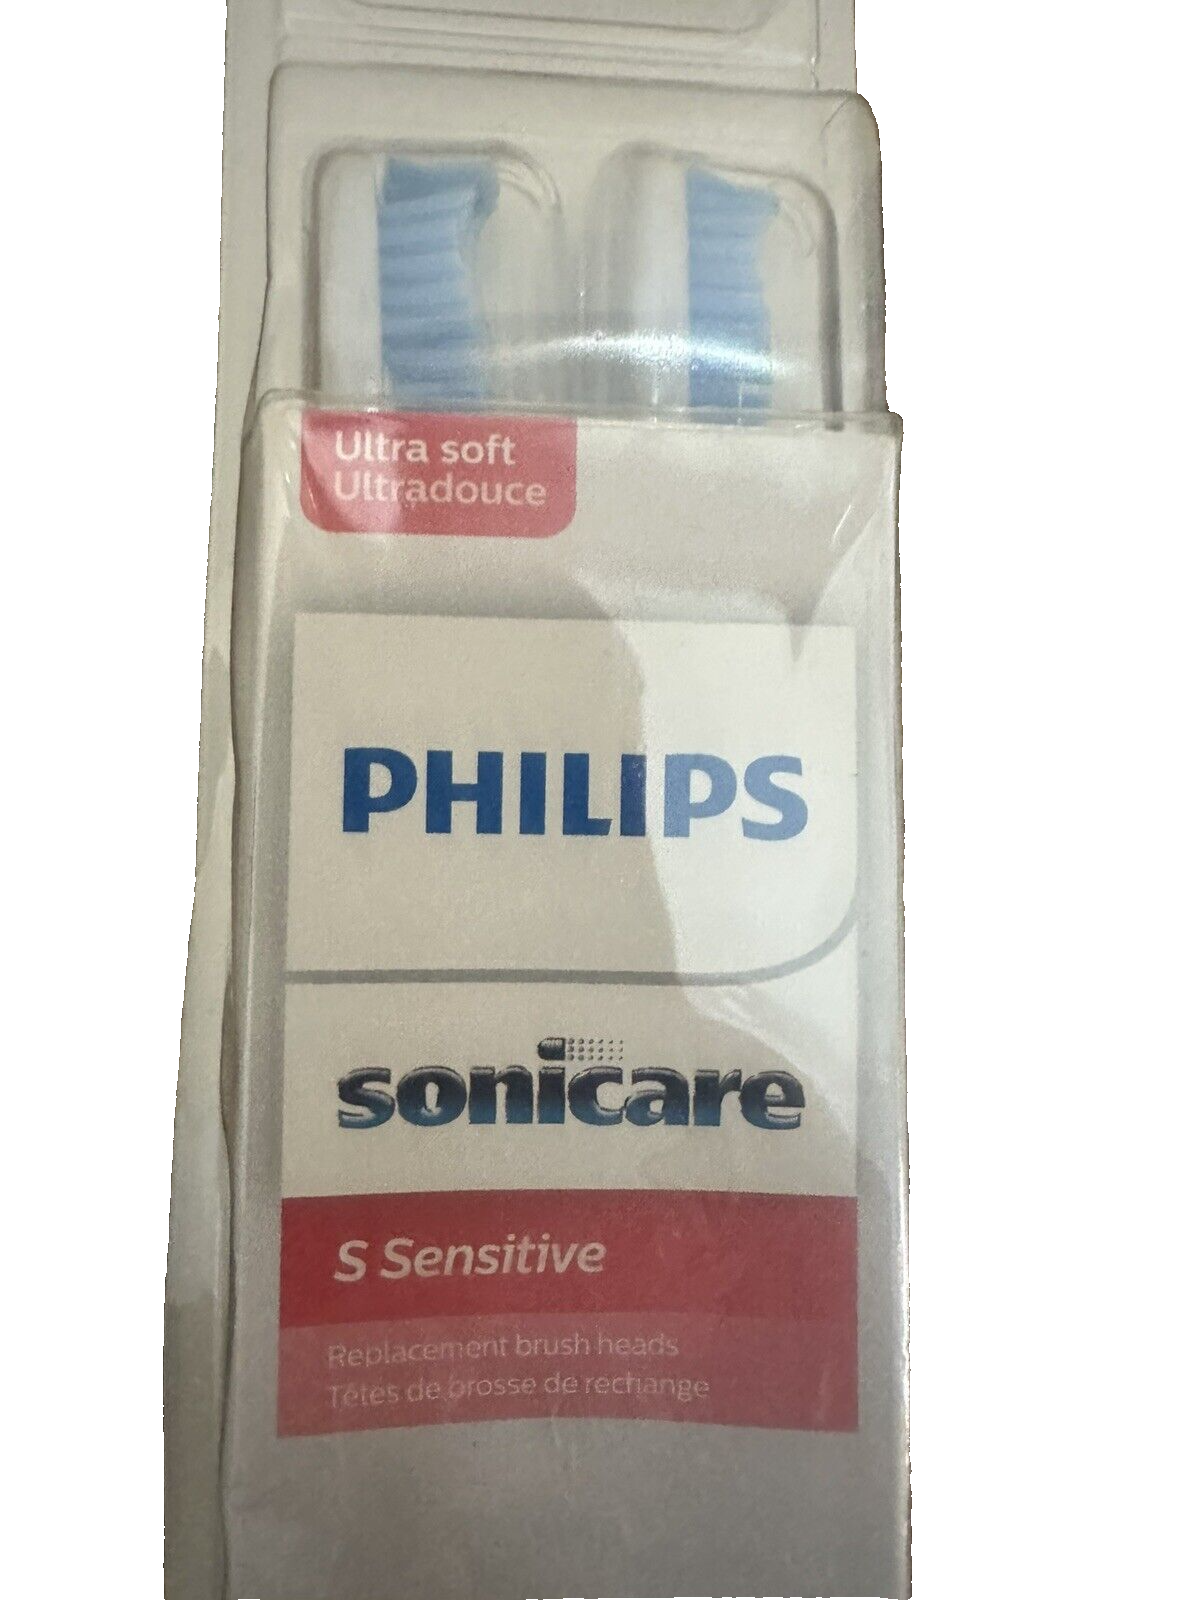 Ultra soft
Ultradouce
PHILIPS
sonicare
S Sensitive
Replacement brush heads
Têtes de brosse de rechange